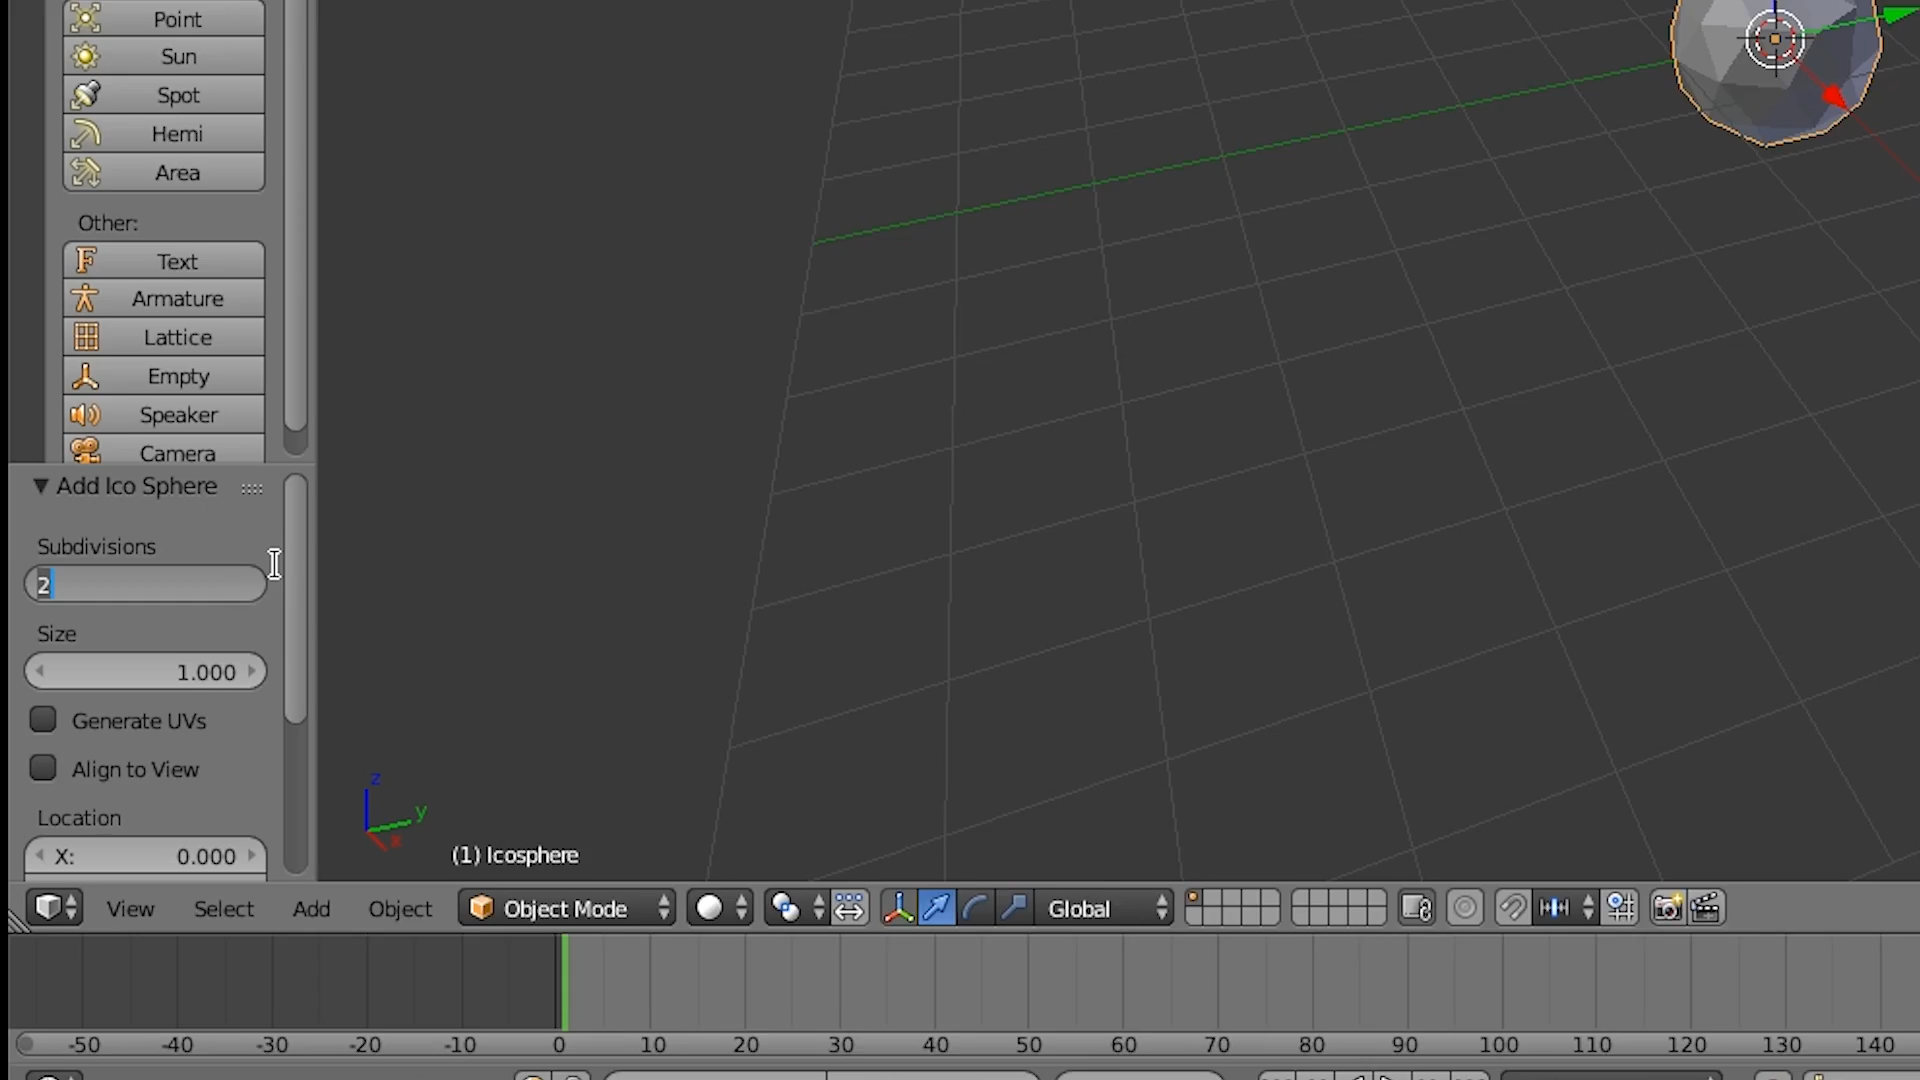 Point
Sun
Spot
Hemi
Area
Other:
Text
Armature
Lattice
Empty
Speaker
Camera
Add Ico Sphere
Subdivisions
2
Size
1.000
Generate UVs
Align to View
Location
X: 0.000
z
y
x
(1) Icosphere
View Select Add Object Object Mode Global
-50 -40 -30 -20 -10 0 10 20 30 40 50 60 70 80 90 100 110 120 130 140